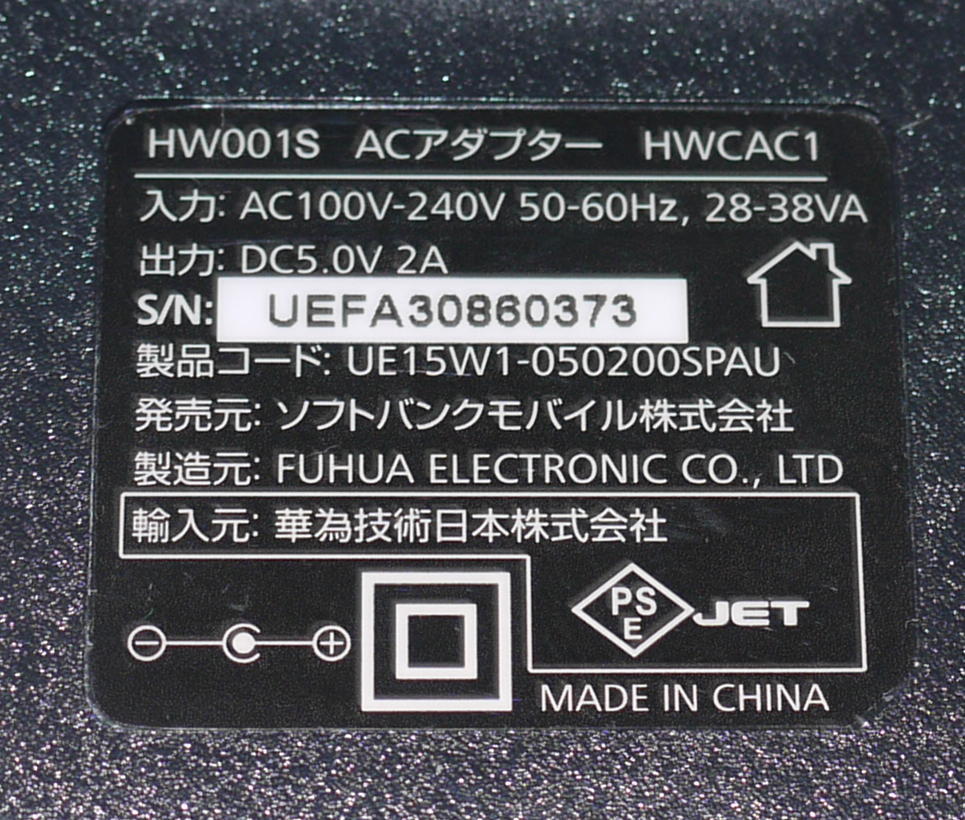 HW001S ACアダプター HWCAC1
入力: AC100V-240V 50-60Hz, 28-38VA
出力: DC5.0V 2A
S/N: UEFA30860373
製品コード: UE15W1-050200SPAU
発売元: ソフトバンクモバイル株式会社
製造元: FUHUA ELECTRONIC CO., LTD
輸入元: 華為技術日本株式会社
PS
E
JET
MADE IN CHINA